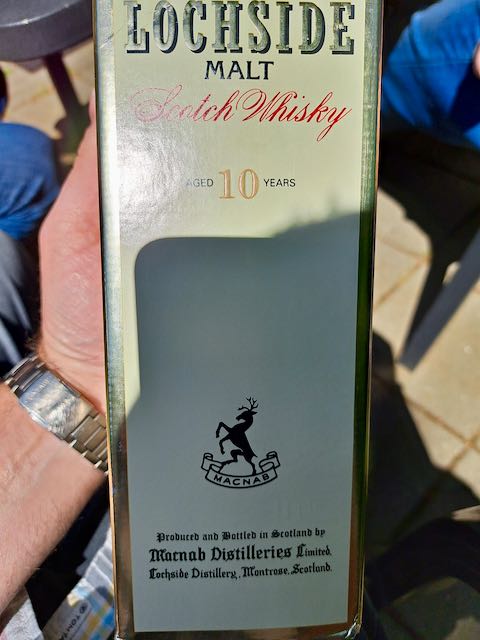 LOCHSIDE
MALT
Scotch Whisky
AGED 10 YEARS
MACNAB
Produced and Bottled in Scotland by
Macnab Distilleries Limited,
Lochside Distillery, Montrose, Scotland.